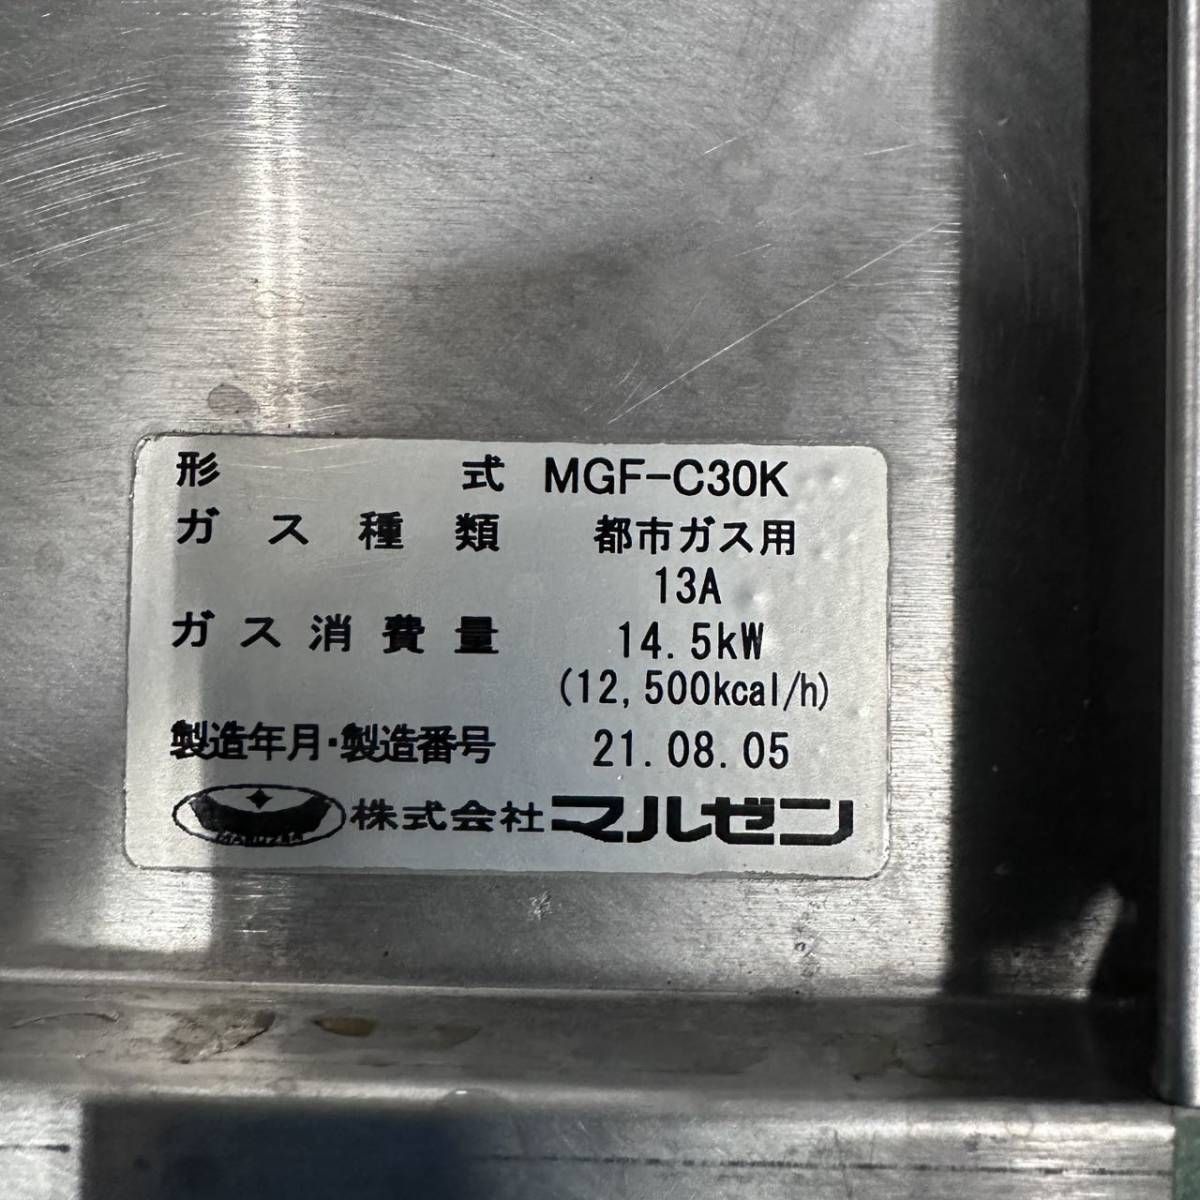 形式 MGF-C30K
ガス種類 都市ガス用
13A
ガス消費量 14.5kW
(12,500kcal/h)
製造年月・製造番号 21.08.05
MARUZEN 株式会社マルゼン